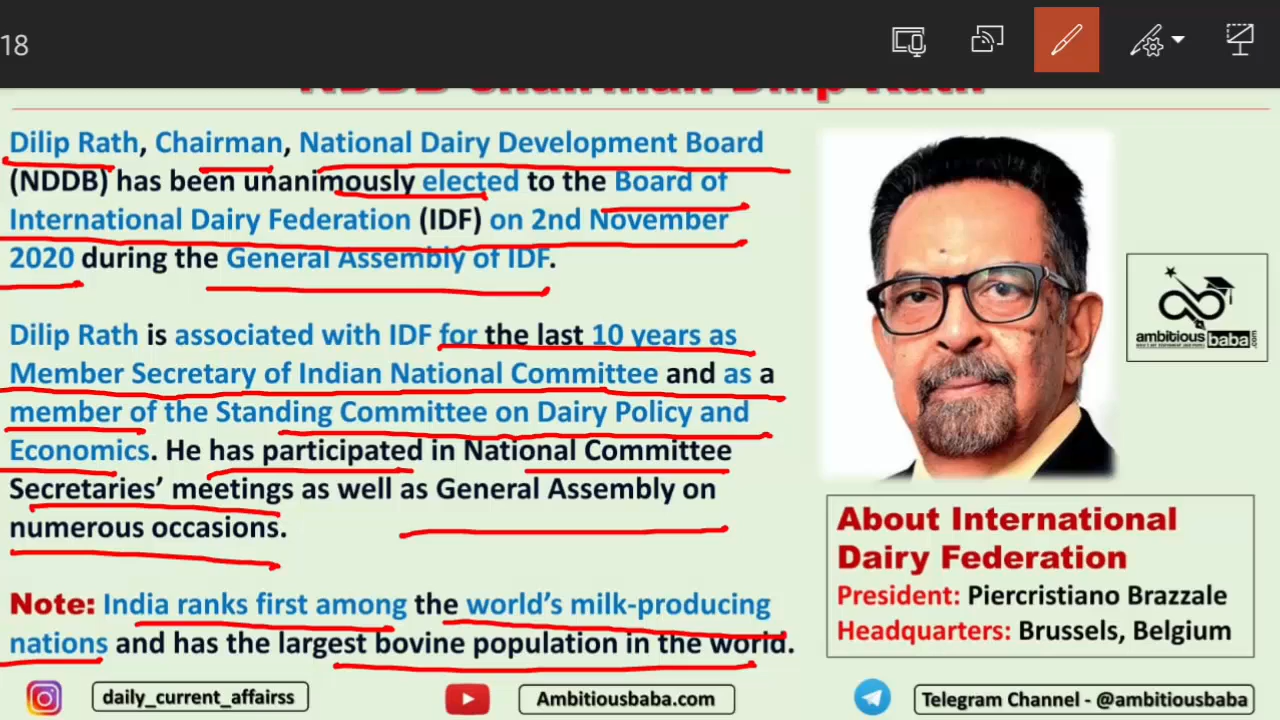 18
NDDB Chairman Dilip Rath
Dilip Rath, Chairman, National Dairy Development Board
(NDDB) has been unanimously elected to the Board of
International Dairy Federation (IDF) on 2nd November
2020 during the General Assembly of IDF.
Dilip Rath is associated with IDF for the last 10 years as
Member Secretary of Indian National Committee and as a
member of the Standing Committee on Dairy Policy and
Economics. He has participated in National Committee
Secretaries’ meetings as well as General Assembly on
numerous occasions.
Note: India ranks first among the world’s milk-producing
nations and has the largest bovine population in the world.
ambitious baba .com
About International
Dairy Federation
President: Piercristiano Brazzale
Headquarters: Brussels, Belgium
daily_current_affairss
Ambitiousbaba.com
Telegram Channel - @ambitiousbaba